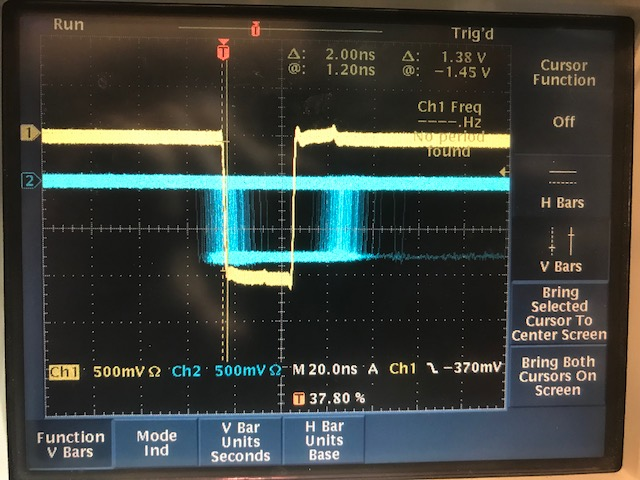 Run
T
Trig'd
T
Δ: 2.00ns Δ: 1.38 V
@: 1.20ns @: −1.45 V
Ch1 Freq
----.Hz
No period
found
1
2
Ch1 500mVΩ Ch2 500mVΩ M 20.0ns A Ch1 ɩ −370mV
T 37.80 %
Cursor
Function
Off
H Bars
V Bars
Bring
Selected
Cursor To
Center Screen
Bring Both
Cursors On
Screen
Function
V Bars
Mode
Ind
V Bar
Units
Seconds
H Bar
Units
Base